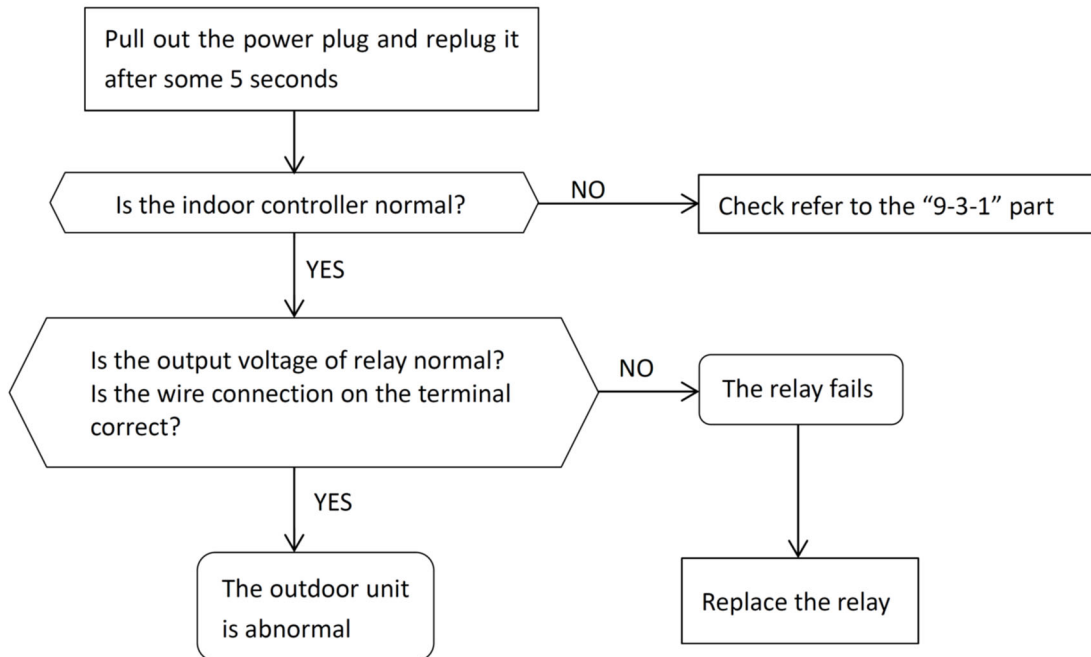 Pull out the power plug and replug it
after some 5 seconds
Is the indoor controller normal?
NO
Check refer to the “9-3-1” part
YES
Is the output voltage of relay normal?
Is the wire connection on the terminal
correct?
NO
The relay fails
YES
The outdoor unit
is abnormal
Replace the relay